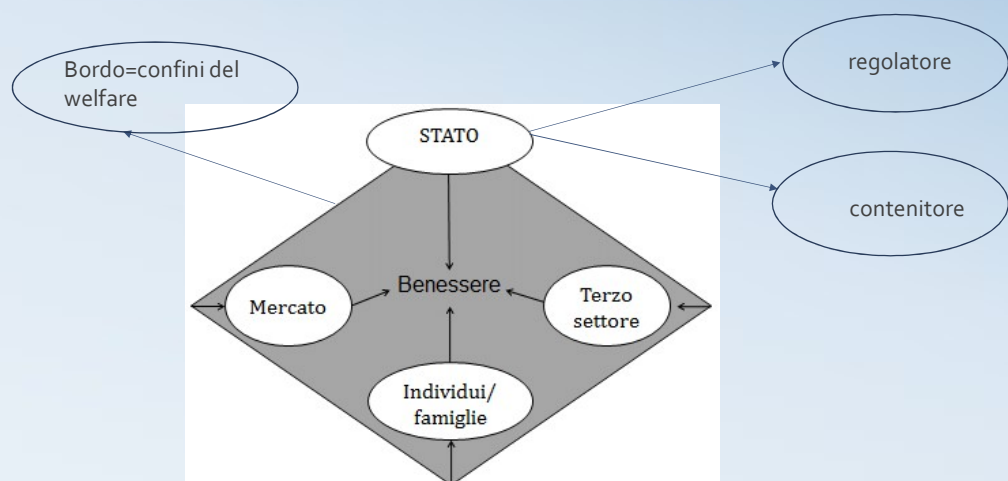 Bordo=confini del
welfare
regolatore
STATO
contenitore
Benessere
Mercato
Terzo
settore
Individui/
famiglie